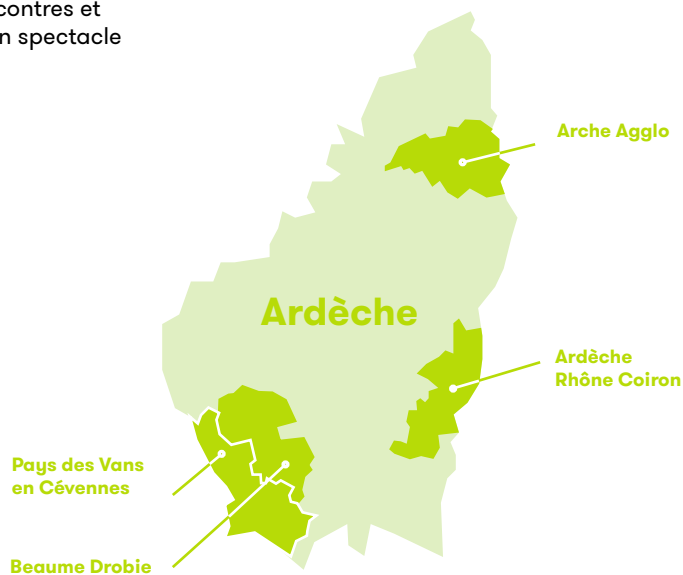 contres et
n spectacle
Arche Agglo
Ardèche
Ardèche
Rhône Coiron
Pays des Vans
en Cévennes
Beaume Drobie